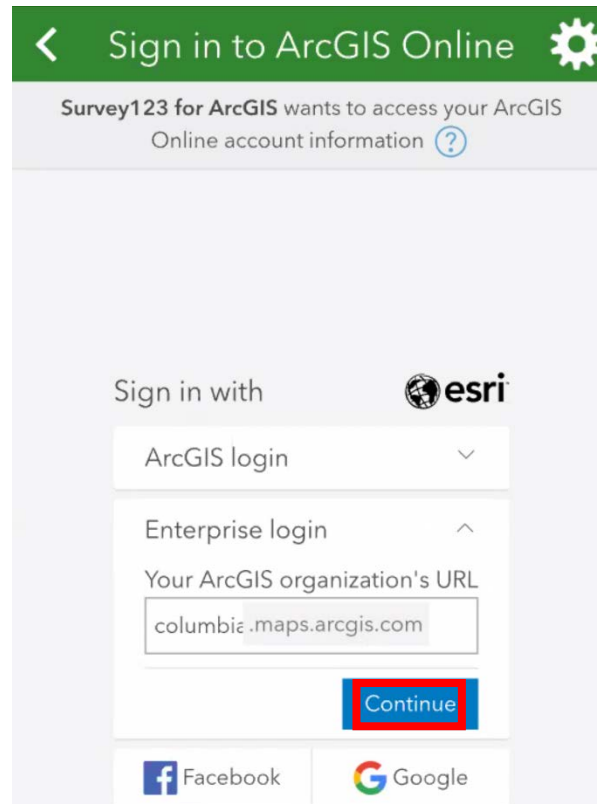 Sign in to ArcGIS Online
Survey123 for ArcGIS wants to access your ArcGIS
Online account information ?
Sign in with esri
ArcGIS login
Enterprise login
Your ArcGIS organization's URL
columbia .maps.arcgis.com
Continue
Facebook Google